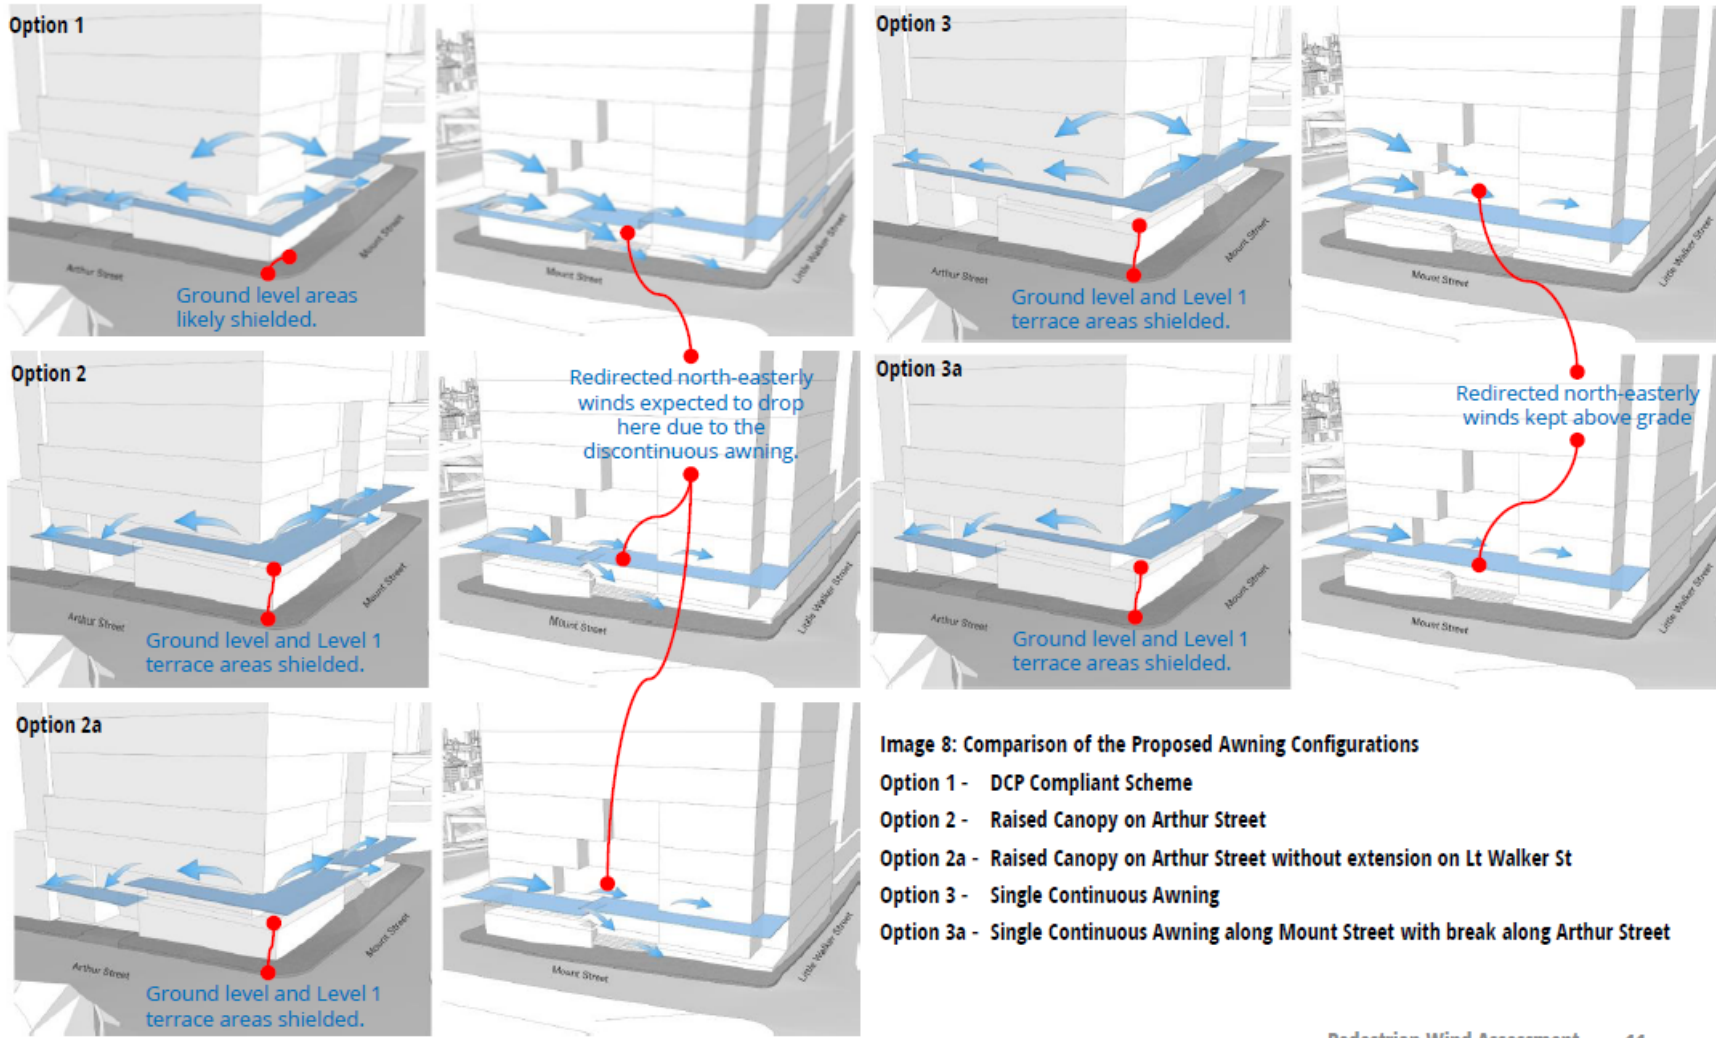 Option 1
Arthur Street
Mount Street
Ground level areas
likely shielded.
Mount Street
Little Walker Street
Option 3
Arthur Street
Mount Street
Ground level and Level 1
terrace areas shielded.
Mount Street
Little Walker Street
Option 2
Arthur Street
Mount Street
Ground level and Level 1
terrace areas shielded.
Redirected north-easterly
winds expected to drop
here due to the
discontinuous awning.
Mount Street
Little Walker Street
Option 3a
Arthur Street
Mount Street
Ground level and Level 1
terrace areas shielded.
Redirected north-easterly
winds kept above grade
Mount Street
Little Walker Street
Option 2a
Arthur Street
Mount Street
Ground level and Level 1
terrace areas shielded.
Mount Street
Little Walker Street
Image 8: Comparison of the Proposed Awning Configurations
Option 1 - DCP Compliant Scheme
Option 2 - Raised Canopy on Arthur Street
Option 2a - Raised Canopy on Arthur Street without extension on Lt Walker St
Option 3 - Single Continuous Awning
Option 3a - Single Continuous Awning along Mount Street with break along Arthur Street
Pedestrian Wind Assessment